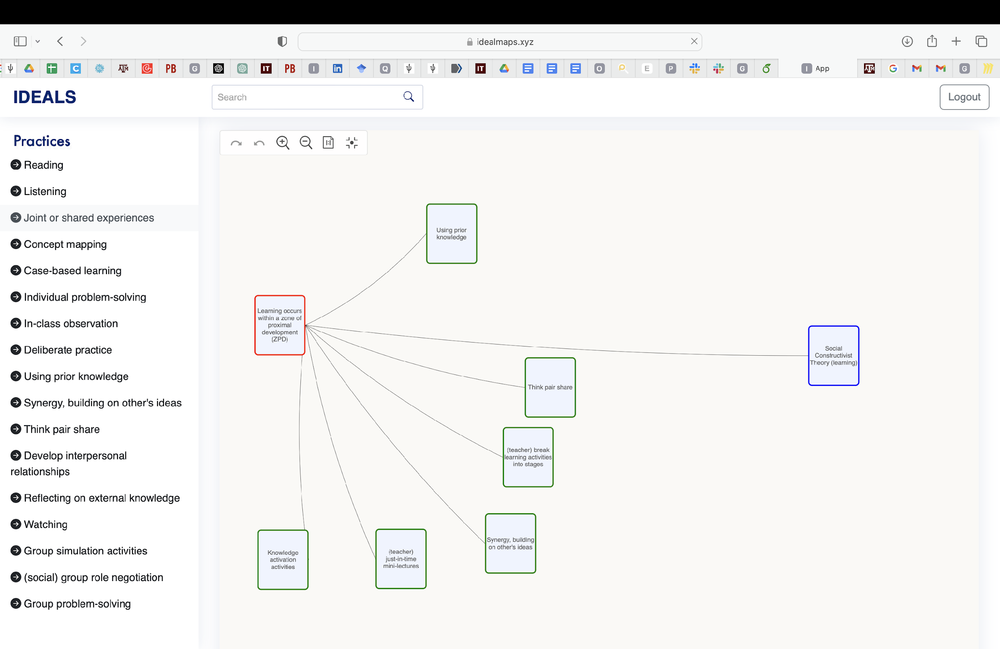 idealmaps.xyz
ψ C DL ATM G PB G IT PB I in Q ψ ψ IT O E P G I App ATM G M M G
IDEALS
Search
Logout
Practices
Reading
Listening
Joint or shared experiences
Concept mapping
Case-based learning
Individual problem-solving
In-class observation
Deliberate practice
Using prior knowledge
Synergy, building on other's ideas
Think pair share
Develop interpersonal
relationships
Reflecting on external knowledge
Watching
Group simulation activities
(social) group role negotiation
Group problem-solving
Using prior
knowledge
Learning occurs
within a zone of
proximal
development
(ZPD)
Social
Constructivist
Theory (learning)
Think pair share
(teacher) break
learning activities
into stages
Synergy, building
on other's ideas
Knowledge
activation
activities
(teacher)
just-in-time
mini-lectures